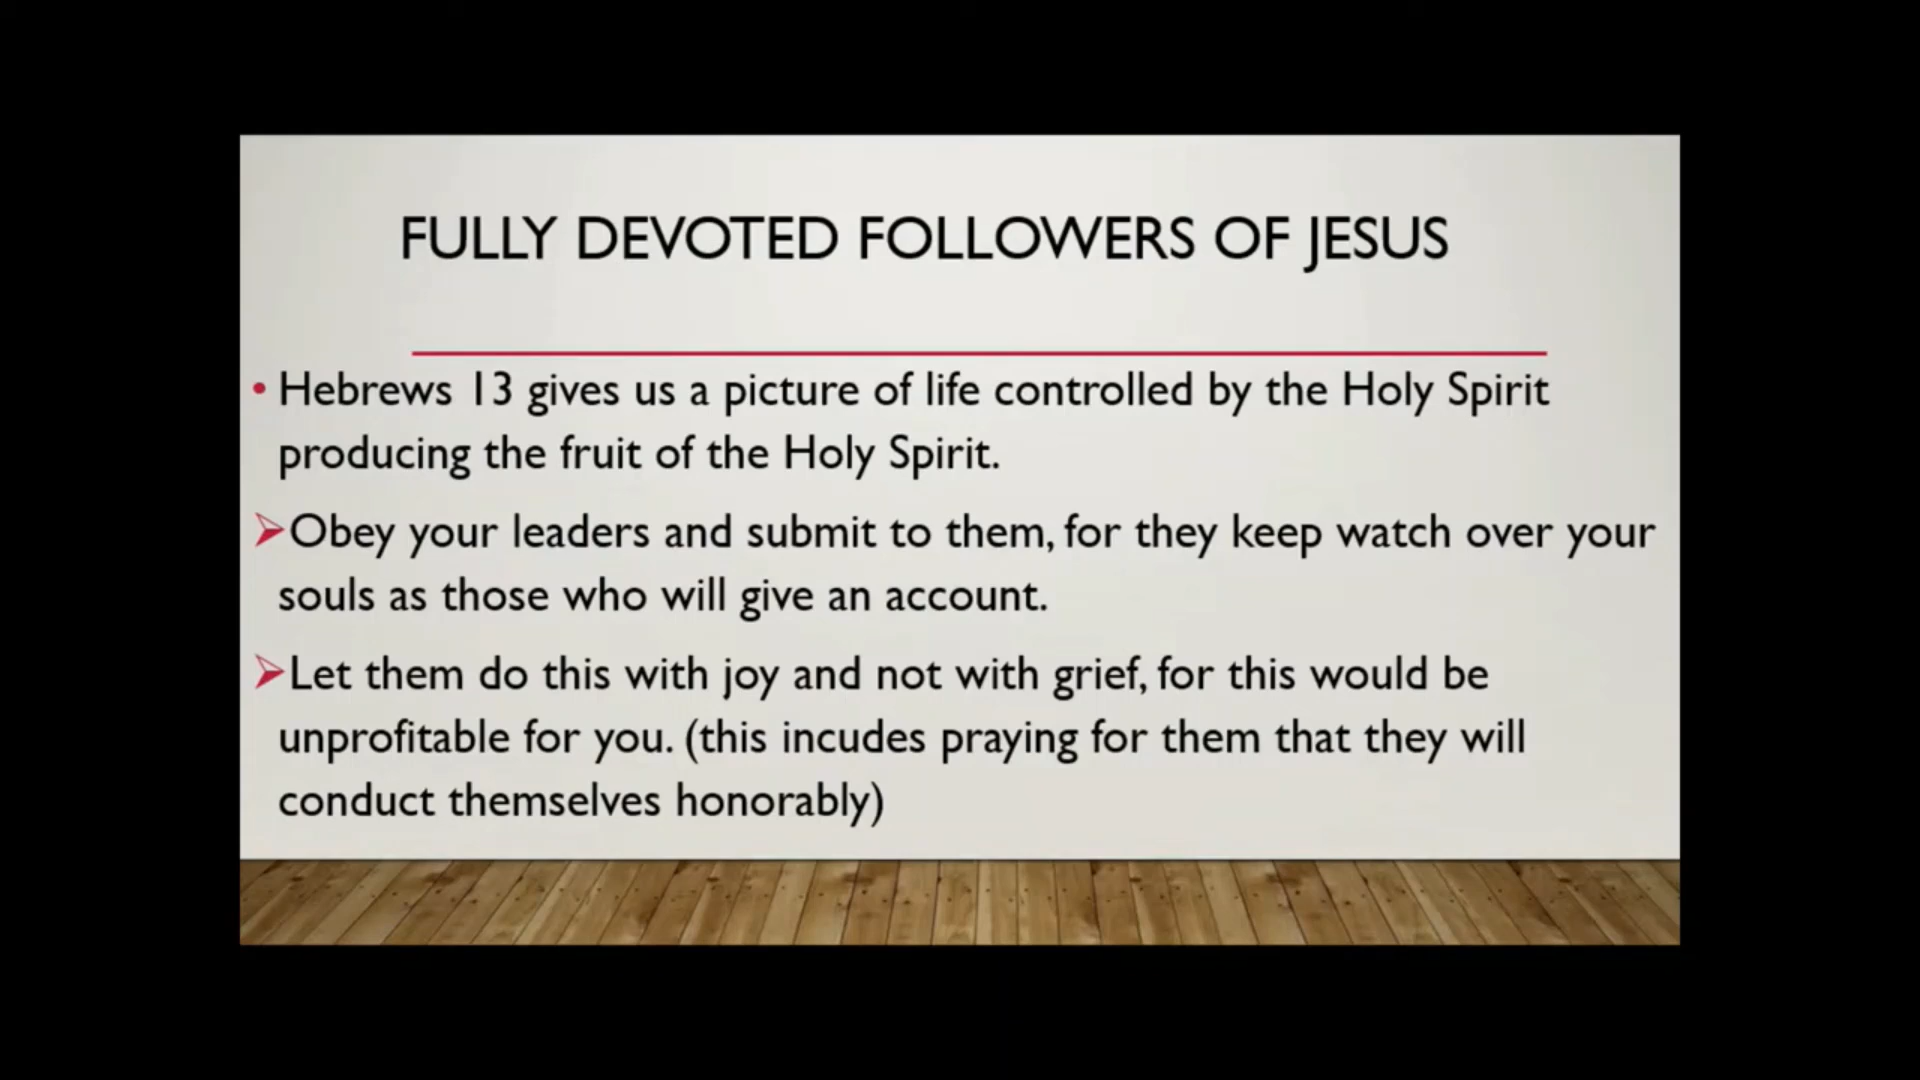 FULLY DEVOTED FOLLOWERS OF JESUS
• Hebrews 13 gives us a picture of life controlled by the Holy Spirit
producing the fruit of the Holy Spirit.
➢Obey your leaders and submit to them, for they keep watch over your
souls as those who will give an account.
➢Let them do this with joy and not with grief, for this would be
unprofitable for you. (this incudes praying for them that they will
conduct themselves honorably)